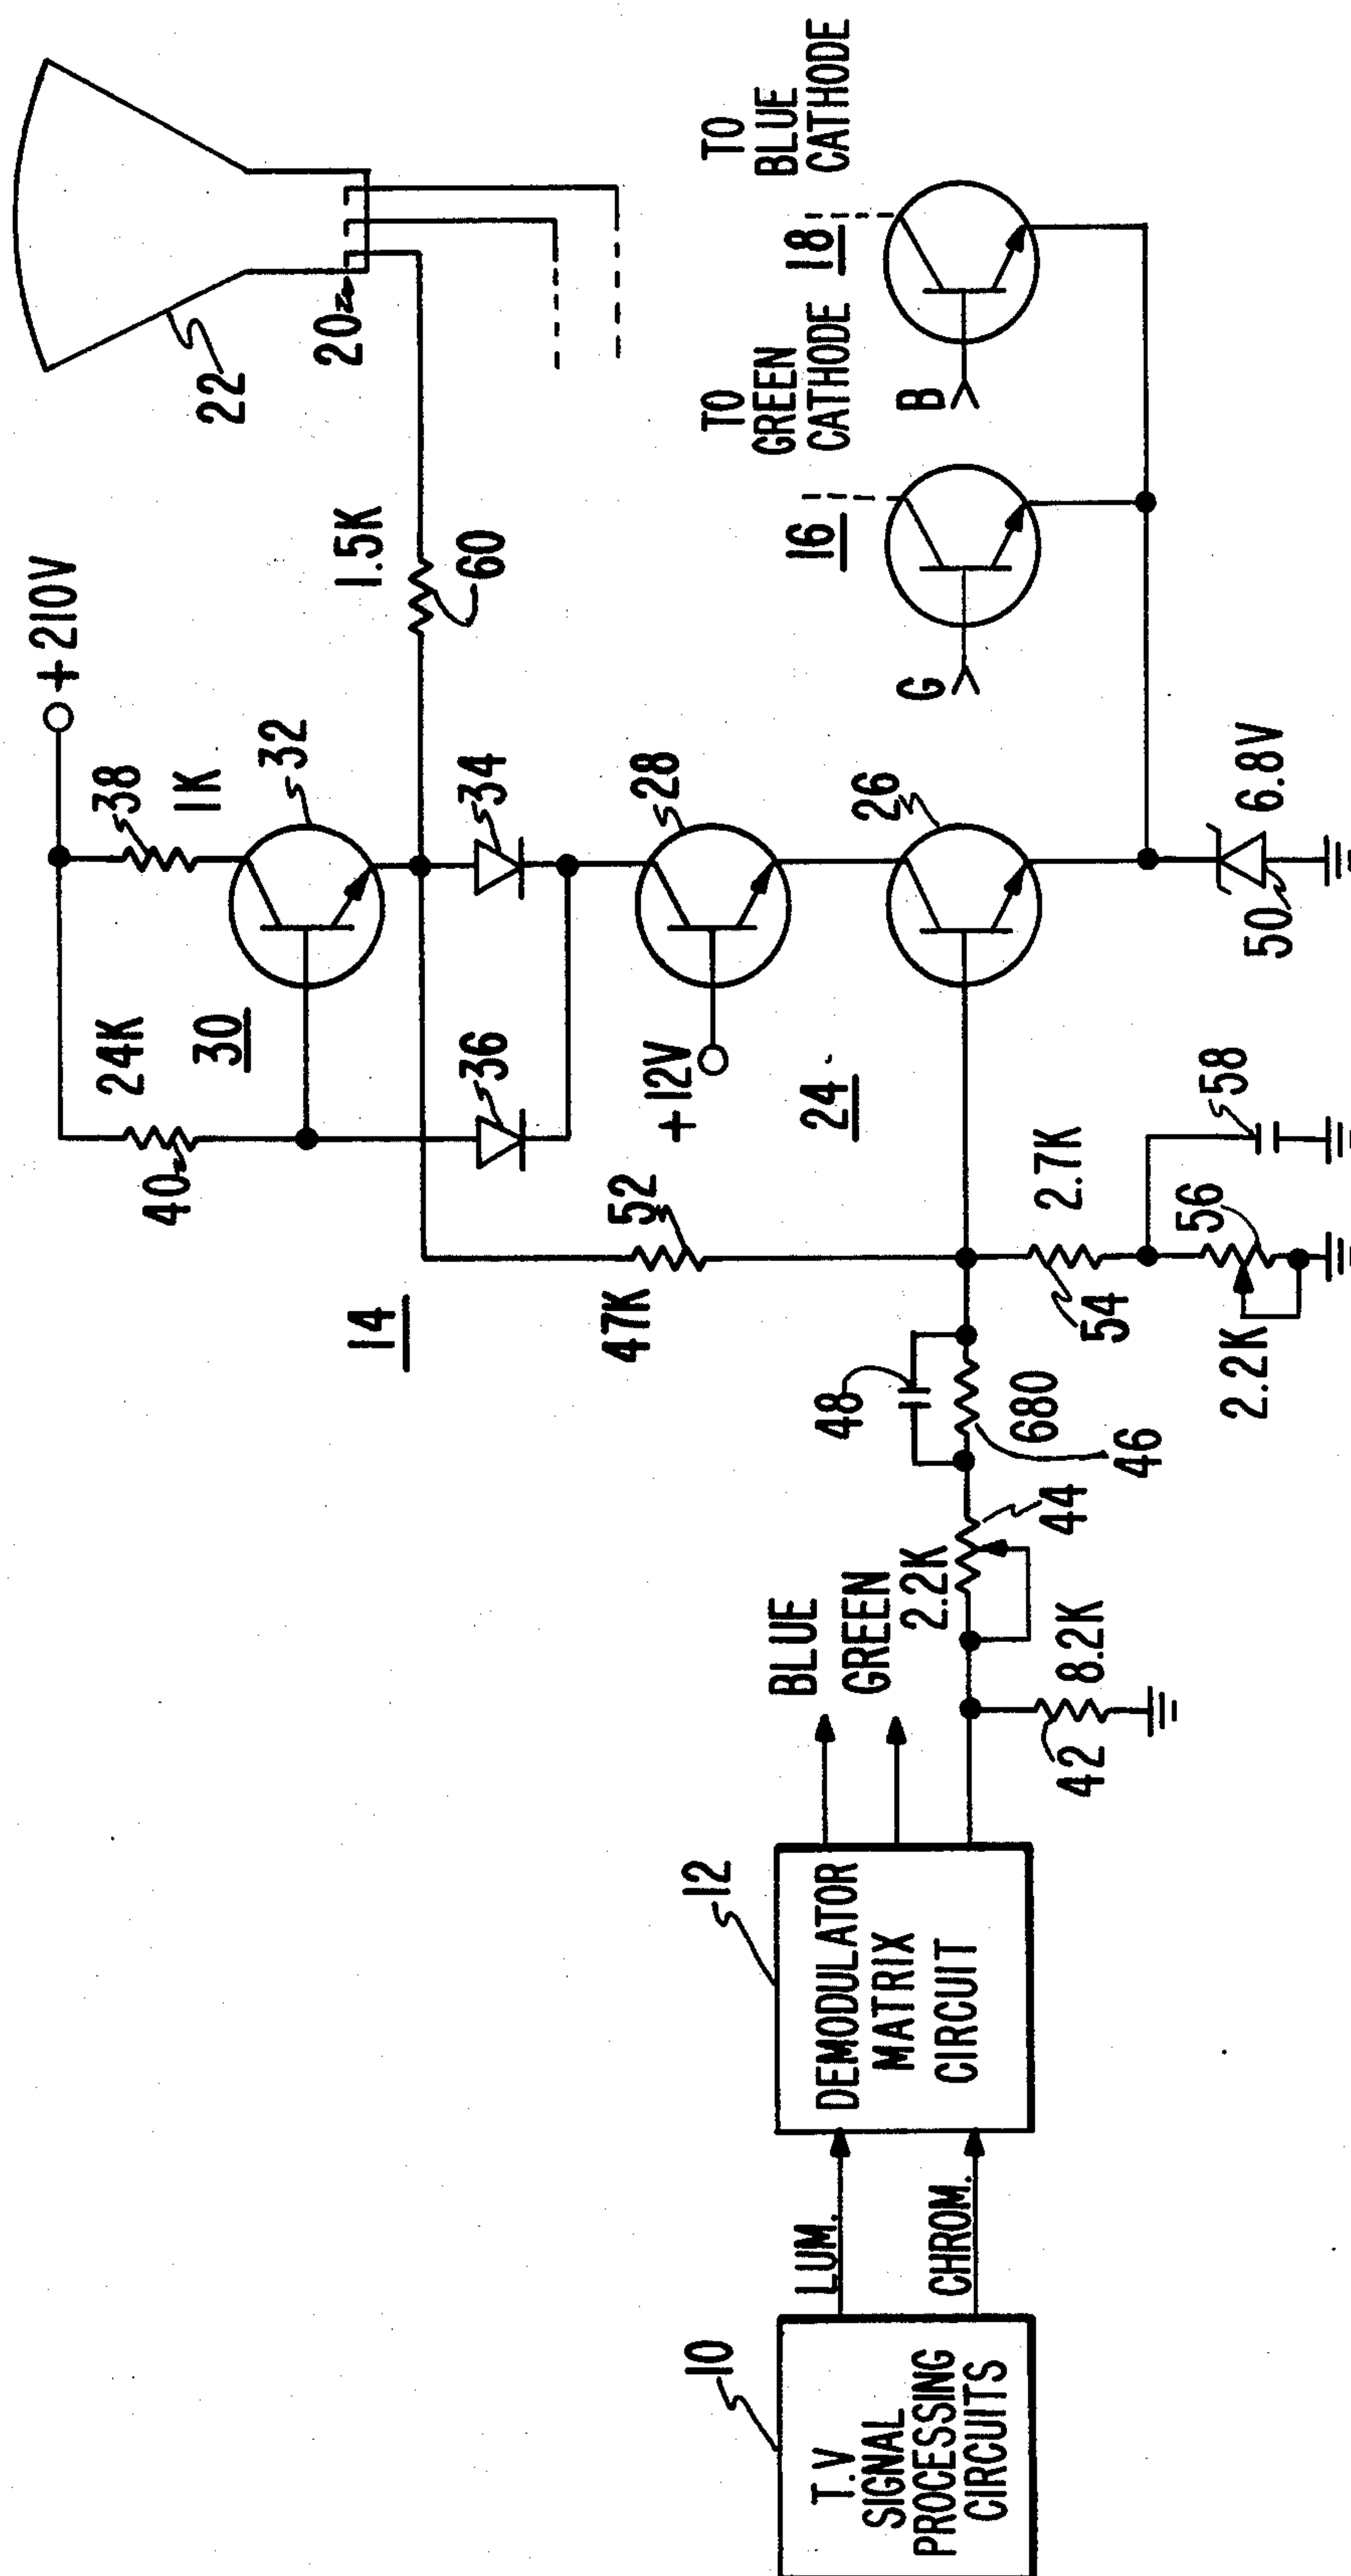 10
T.V
SIGNAL
PROCESSING
CIRCUITS
LUM.
CHROM.
12
DEMODULATOR
MATRIX
CIRCUIT
BLUE
GREEN
42
8.2K
2.2K
44
48
680
46
14
47K
52
54
2.7K
2.2K
56
58
40
24K
30
36
+12V
24
38
1K
32
+210V
34
28
26
50
6.8V
1.5K
60
22
20
G
16
TO
GREEN
CATHODE
B
18
TO
BLUE
CATHODE